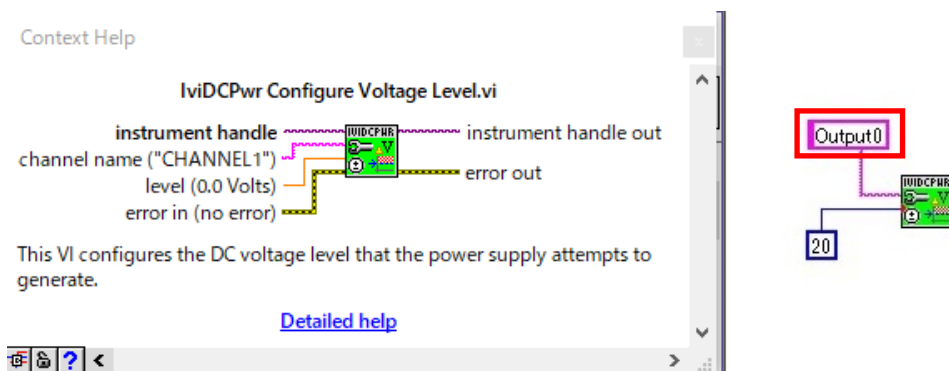 Context Help
x
IviDCPwr Configure Voltage Level.vi
instrument handle
channel name ("CHANNEL1")
level (0.0 Volts)
error in (no error)
IVIDCPWR
V
instrument handle out
error out
This VI configures the DC voltage level that the power supply attempts to
generate.
Detailed help
?
Output0
IVIDCPWR
V
20